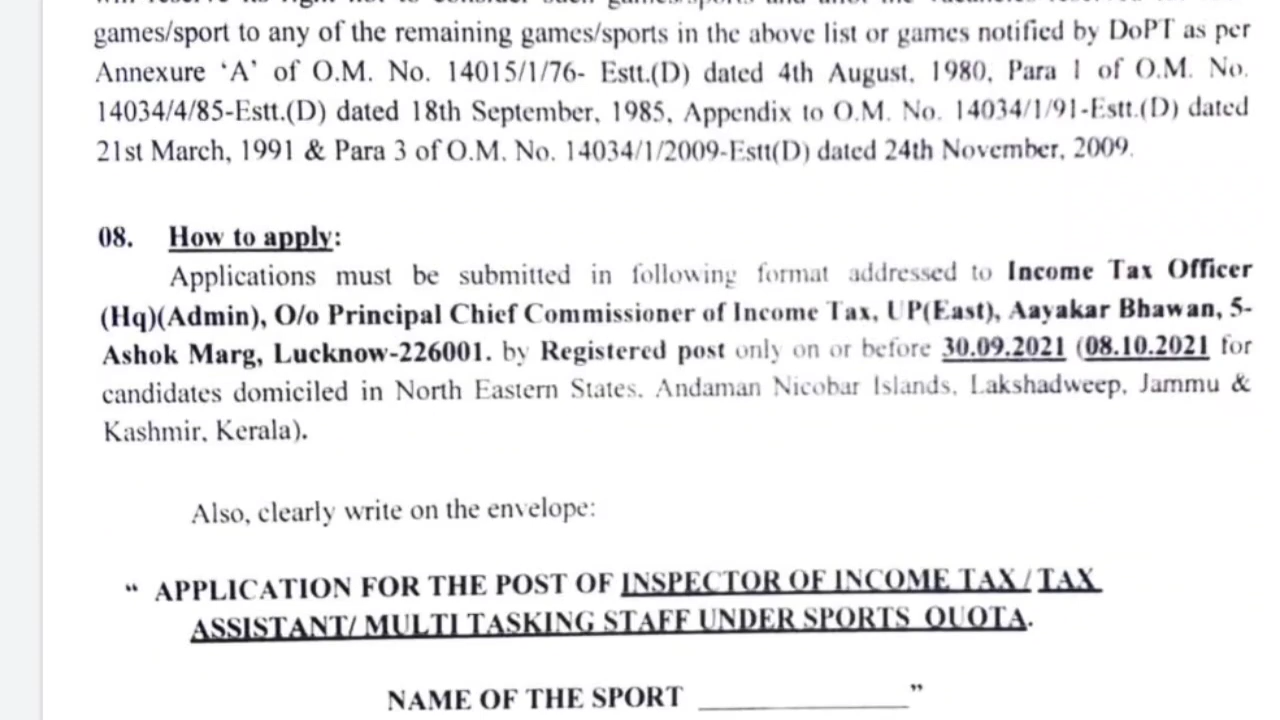 games/sport to any of the remaining games/sports in the above list or games notified by DoPT as per
Annexure ‘A’ of O.M. No. 14015/1/76- Estt.(D) dated 4th August, 1980, Para 1 of O.M. No.
14034/4/85-Estt.(D) dated 18th September, 1985, Appendix to O.M. No. 14034/1/91-Estt.(D) dated
21st March, 1991 & Para 3 of O.M. No. 14034/1/2009-Estt(D) dated 24th November, 2009.
08. How to apply:
Applications must be submitted in following format addressed to Income Tax Officer
(Hq)(Admin), O/o Principal Chief Commissioner of Income Tax, UP(East), Aayakar Bhawan, 5-
Ashok Marg, Lucknow-226001. by Registered post only on or before 30.09.2021 (08.10.2021 for
candidates domiciled in North Eastern States. Andaman Nicobar Islands, Lakshadweep, Jammu &
Kashmir, Kerala).
Also, clearly write on the envelope:
“ APPLICATION FOR THE POST OF INSPECTOR OF INCOME TAX/ TAX
ASSISTANT/ MULTI TASKING STAFF UNDER SPORTS QUOTA.
NAME OF THE SPORT ________________”